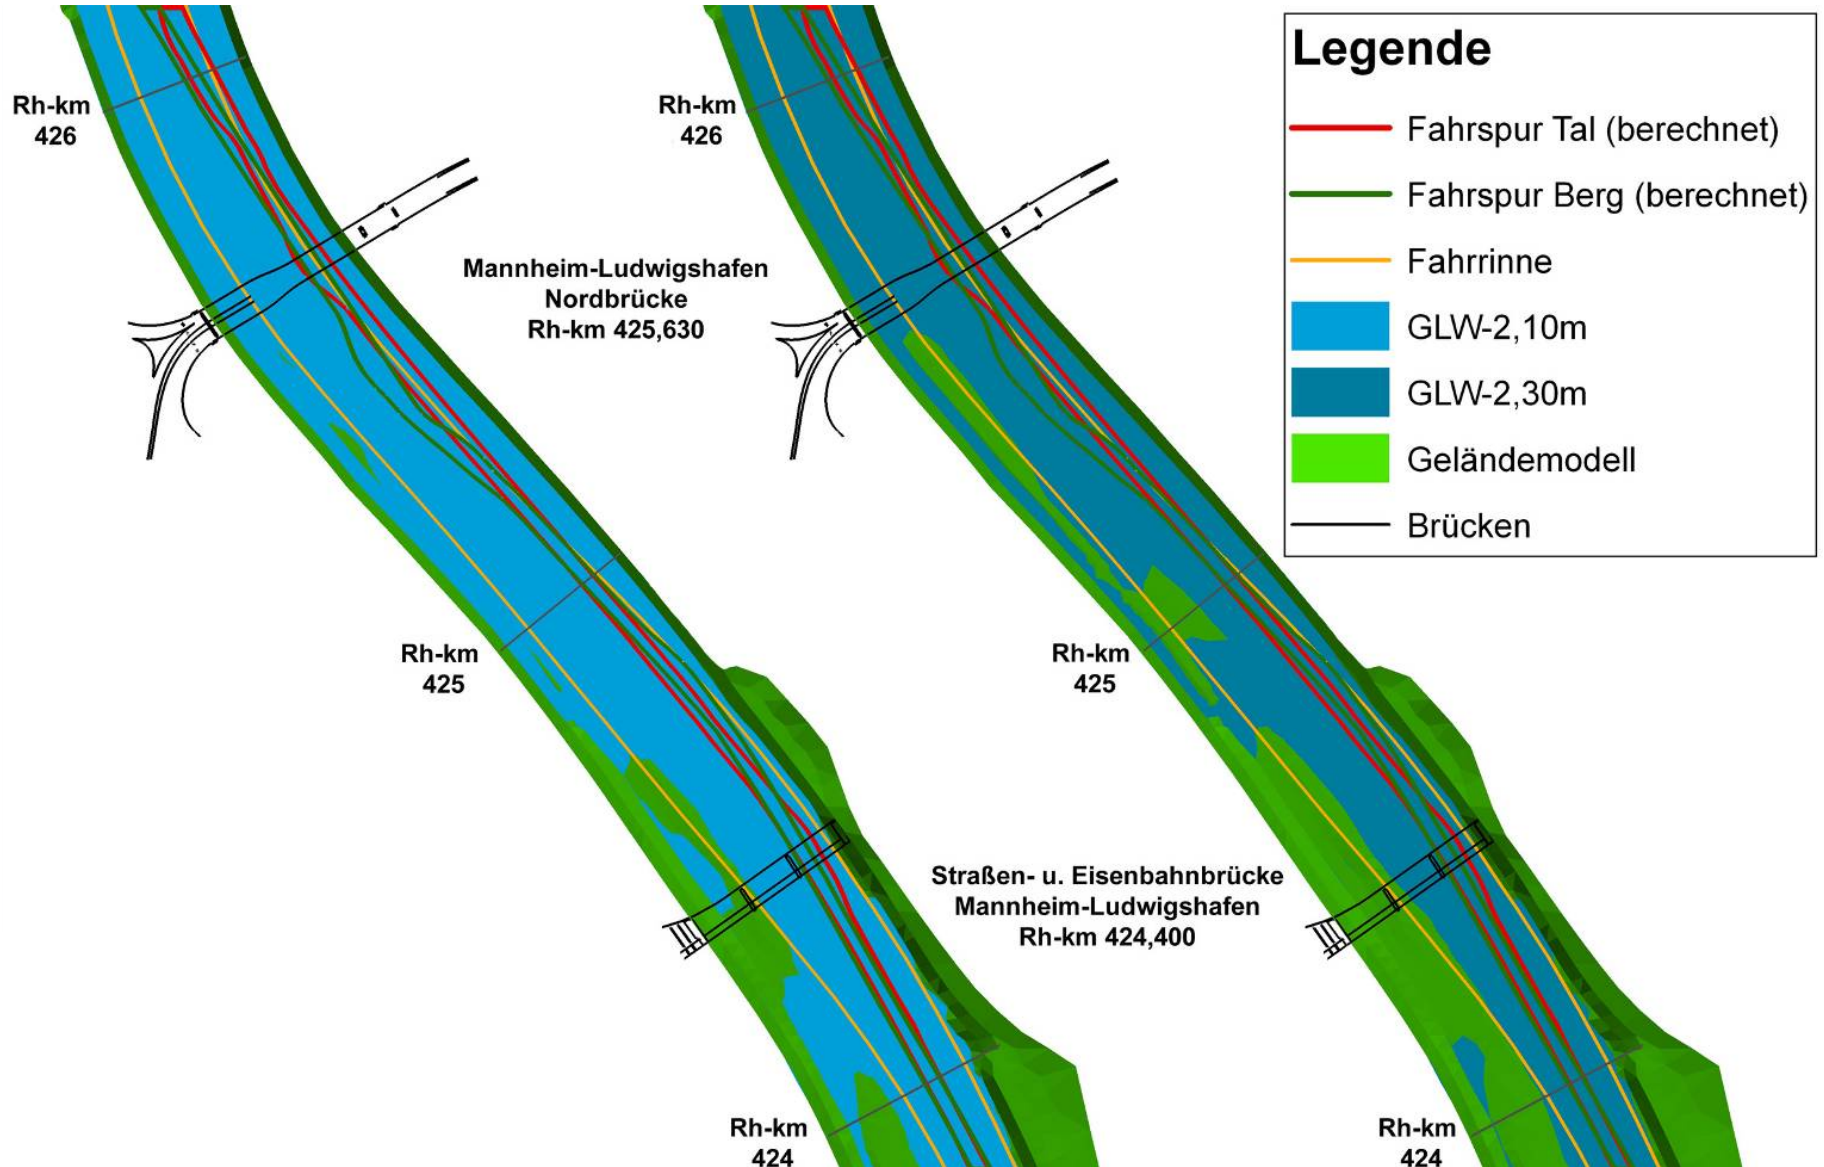 Legende
Fahrspur Tal (berechnet)
Fahrspur Berg (berechnet)
Fahrrinne
GLW-2,10m
GLW-2,30m
Geländemodell
Brücken
Rh-km
426
Rh-km
426
Mannheim-Ludwigshafen
Nordbrücke
Rh-km 425,630
Rh-km
425
Rh-km
425
Straßen- u. Eisenbahnbrücke
Mannheim-Ludwigshafen
Rh-km 424,400
Rh-km
424
Rh-km
424